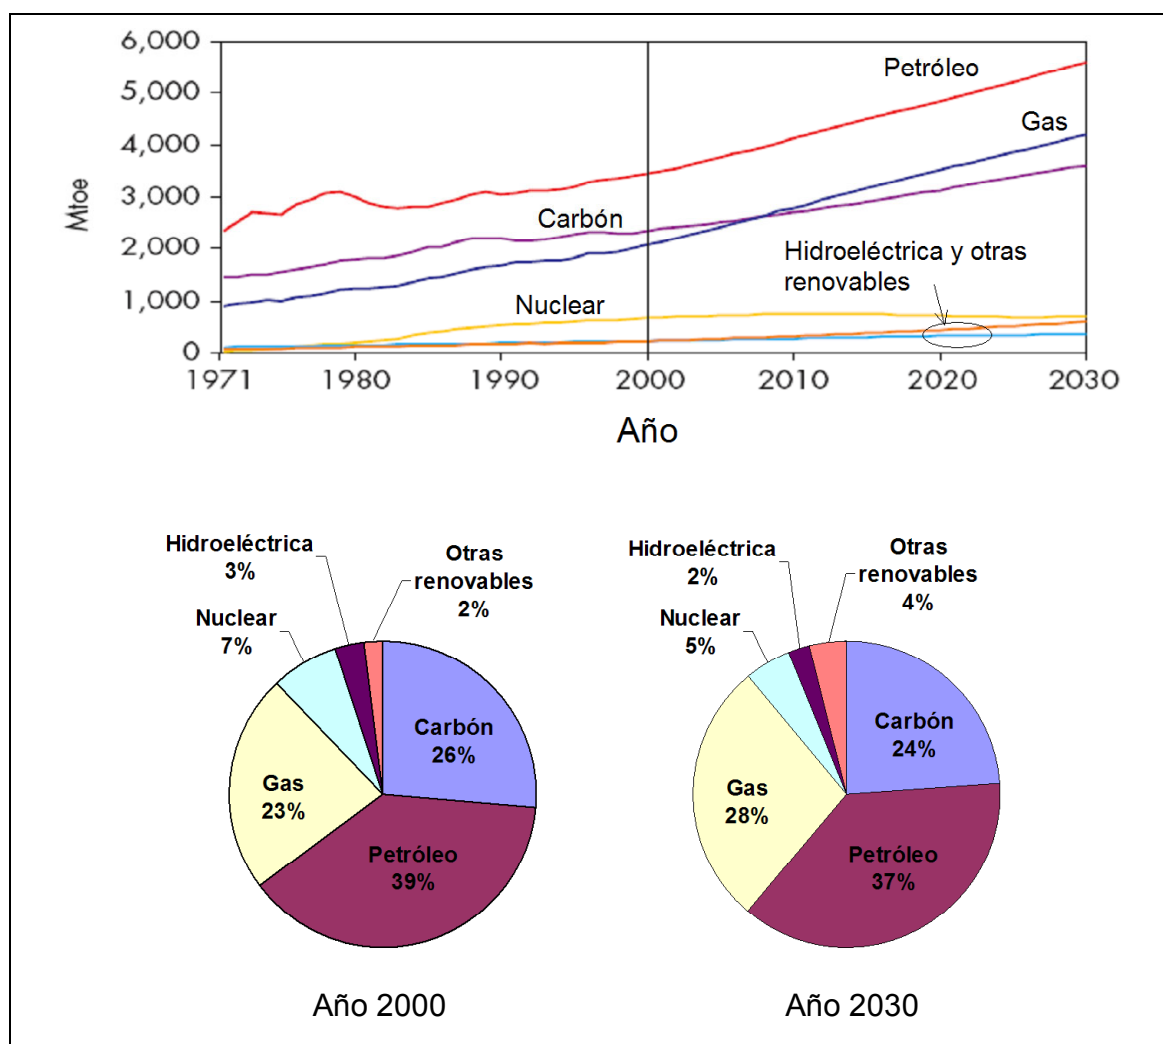 6,000
5,000
4,000
3,000
2,000
1,000
0
Mtoe
Petróleo
Gas
Carbón
Hidroeléctrica y otras
renovables
Nuclear
1971
1980
1990
2000
2010
2020
2030
Año
Hidroeléctrica
3%
Otras
renovables
2%
Nuclear
7%
Carbón
26%
Gas
23%
Petróleo
39%
Año 2000
Hidroeléctrica
2%
Otras
renovables
4%
Nuclear
5%
Carbón
24%
Gas
28%
Petróleo
37%
Año 2030